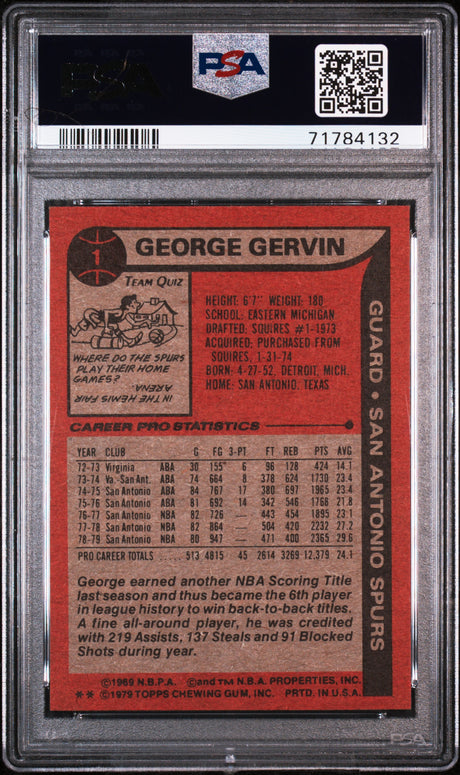 PSA
71784132
1
GEORGE GERVIN
TEAM QUIZ
WHERE DO THE SPURS
PLAY THEIR HOME
GAMES?
IN THE HEMISFAIR
ARENA.
HEIGHT: 6'7" WEIGHT: 180
SCHOOL: EASTERN MICHIGAN
DRAFTED: SQUIRES #1-1973
ACQUIRED; PURCHASED FROM
SQUIRES, 1-31-74
BORN: 4-27-52, DETROIT, MICH.
HOME: SAN ANTONIO, TEXAS
GUARD • SAN ANTONIO SPURS
CAREER PRO STATISTICS
YEAR CLUB G FG 3-PT FT REB PTS AVG
72-73 Virginia ABA 30 155 6 96 128 424 14.1
73-74 Va.-San Ant. ABA 74 664 8 378 624 1730 23.4
74-75 San Antonio ABA 84 767 17 380 697 1965 23.4
75-76 San Antonio ABA 81 692 14 342 546 1768 21.8
76-77 San Antonio ABA 82 726 – 443 454 1895 23.1
77-78 San Antonio ABA 82 864 – 504 420 2232 27.2
78-79 San Antonio ABA 80 947 – 471 400 2365 29.6
PRO CAREER TOTALS ..... 513 4815 45 2614 3269 12,379 24.1
George earned another NBA Scoring Title
last season and thus became the 6th player
in league history to win back-to-back titles.
A fine all-around player, he was credited
with 219 Assists, 137 Steals and 91 Blocked
Shots during year.
©1969 N.B.P.A. ©and TM N.B.A. PROPERTIES, INC.
** ©1979 TOPPS CHEWING GUM, INC. PRTD. IN U.S.A.
PSA